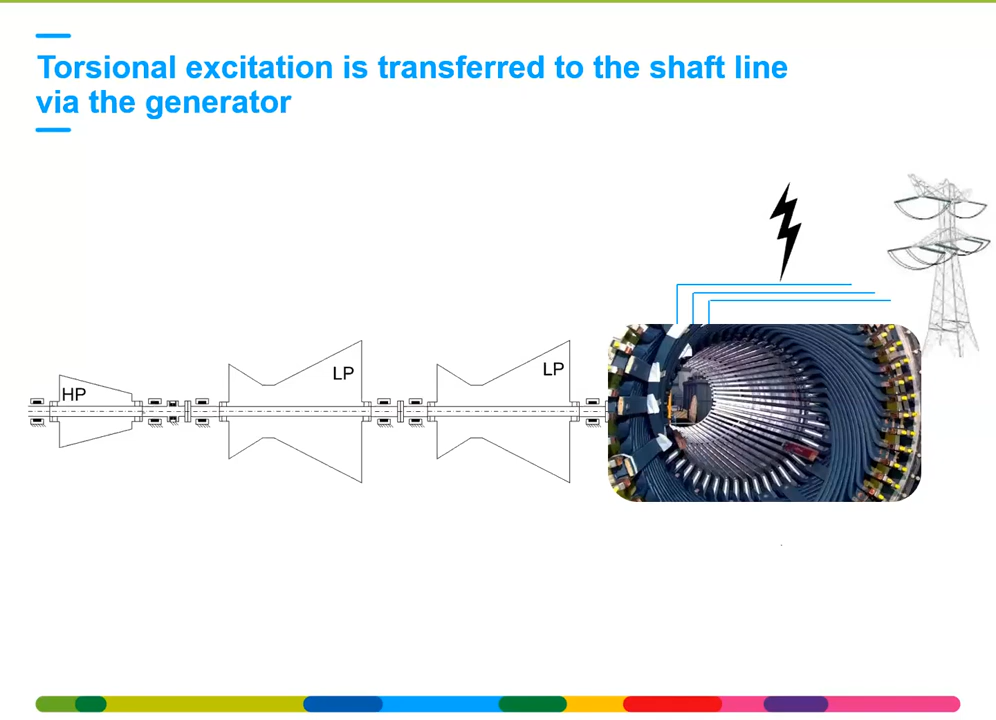 Torsional excitation is transferred to the shaft line
via the generator
HP
LP
LP